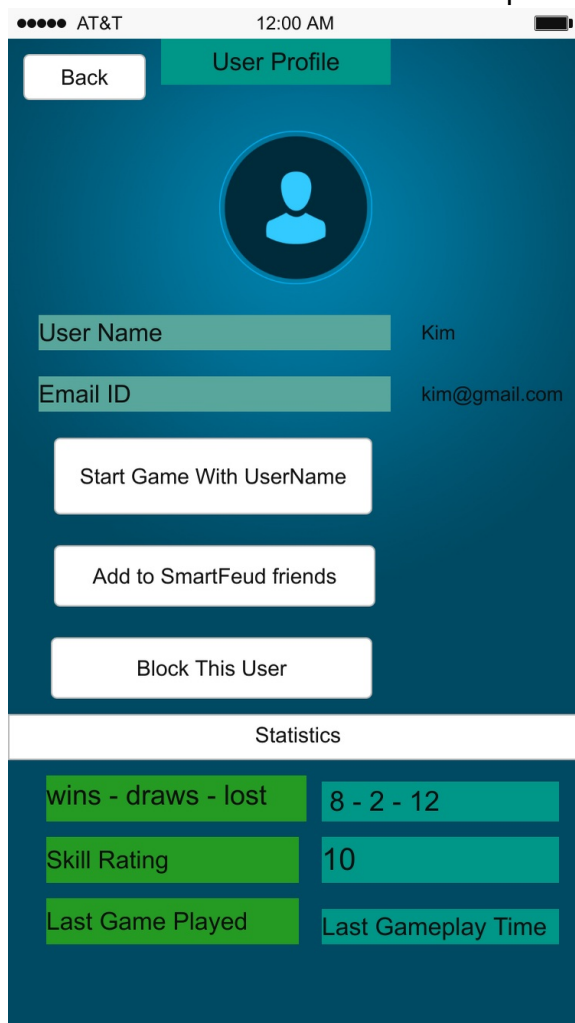 AT&T 12:00 AM
Back User Profile
User Name Kim
Email ID kim@gmail.com
Start Game With UserName
Add to SmartFeud friends
Block This User
Statistics
wins - draws - lost 8 - 2 - 12
Skill Rating 10
Last Game Played Last Gameplay Time